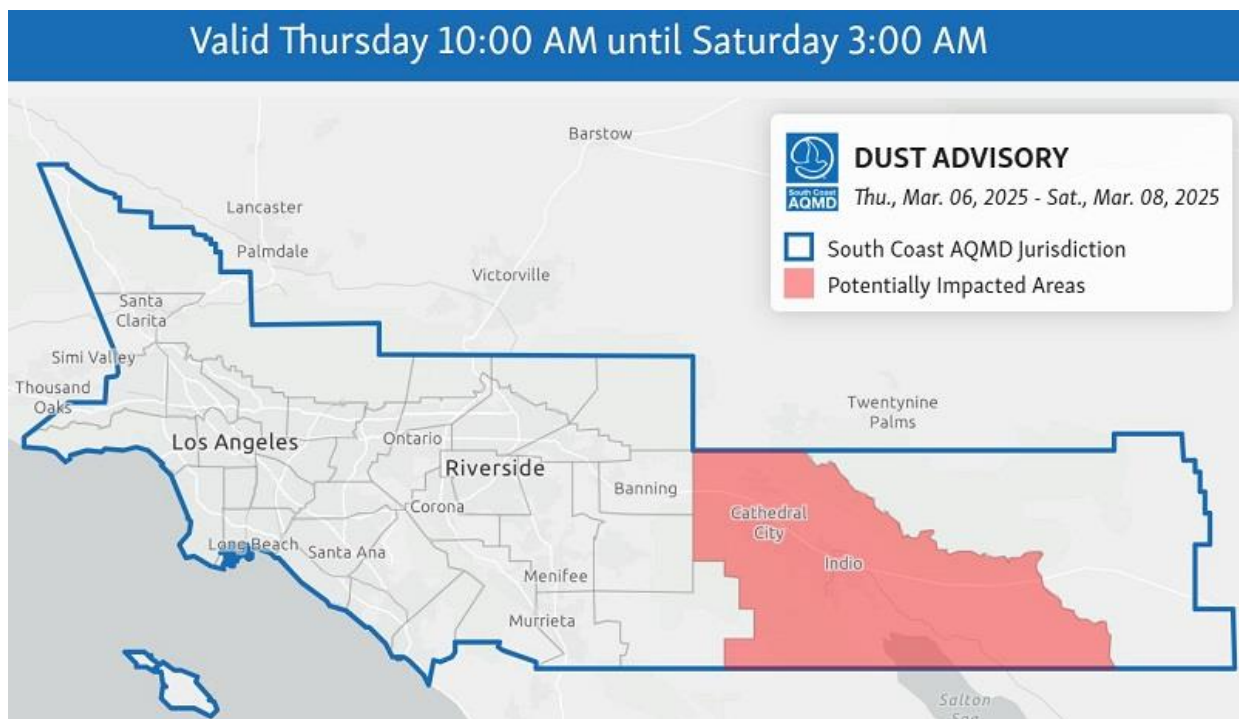 Valid Thursday 10:00 AM until Saturday 3:00 AM
Barstow
DUST ADVISORY
South Coast
AQMD
Thu., Mar. 06, 2025 - Sat., Mar. 08, 2025
South Coast AQMD Jurisdiction
Potentially Impacted Areas
Lancaster
Palmdale
Victorville
Santa
Clarita
Simi Valley
Thousand
Oaks
Twentynine
Palms
Los Angeles
Ontario
Riverside
Banning
Corona
Cathedral
City
Long Beach
Santa Ana
Indio
Menifee
Murrieta
Salton
Sea